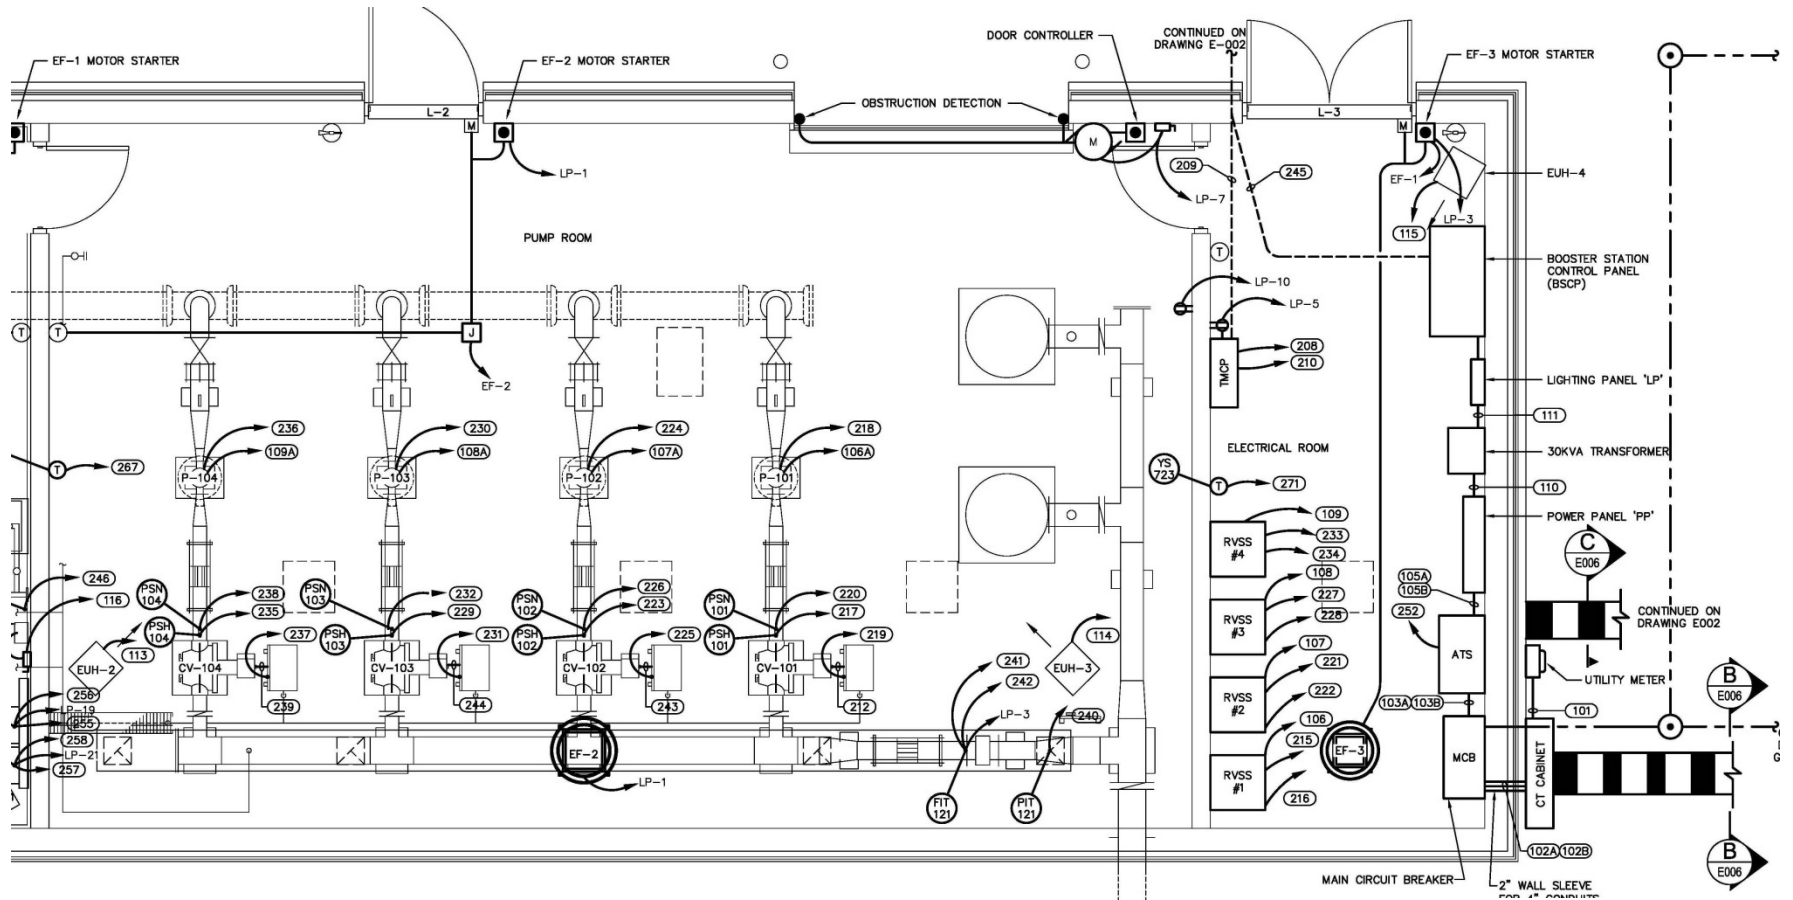 EF-1 MOTOR STARTER
EF-2 MOTOR STARTER
DOOR CONTROLLER
CONTINUED ON
DRAWING E-002
EF-3 MOTOR STARTER
L-2
OBSTRUCTION DETECTION
L-3
M
M
M
LP-1
209
245
EF-1
EUH-4
LP-7
LP-3
115
PUMP ROOM
T
BOOSTER STATION
CONTROL PANEL
(BSCP)
LP-10
LP-5
T
T
J
208
210
TMCP
EF-2
LIGHTING PANEL 'LP'
111
236
230
224
218
109A
108A
107A
106A
ELECTRICAL ROOM
30KVA TRANSFORMER
T
267
P-104
P-103
P-102
P-101
YS
723
T
271
110
109
POWER PANEL 'PP'
RVSS
#4
233
234
C
E006
246
116
PSN
104
238
235
PSH
104
PSN
103
232
229
PSH
103
PSN
102
226
223
PSH
102
PSN
101
220
217
PSH
101
108
227
228
RVSS
#3
105A
105B
252
CONTINUED ON
DRAWING E002
113
EUH-2
237
231
225
219
114
EUH-3
107
ATS
CV-104
CV-103
CV-102
CV-101
241
242
221
222
RVSS
#2
UTILITY METER
B
E006
256
LP-19
255
239
244
243
212
LP-3
240
103A
103B
101
258
LP-21
257
EF-2
106
215
EF-3
MCB
CT CABINET
G-
LP-1
RVSS
#1
216
FIT
121
PIT
121
102A
102B
B
E006
MAIN CIRCUIT BREAKER
2" WALL SLEEVE
FOR 4" CONDUITS